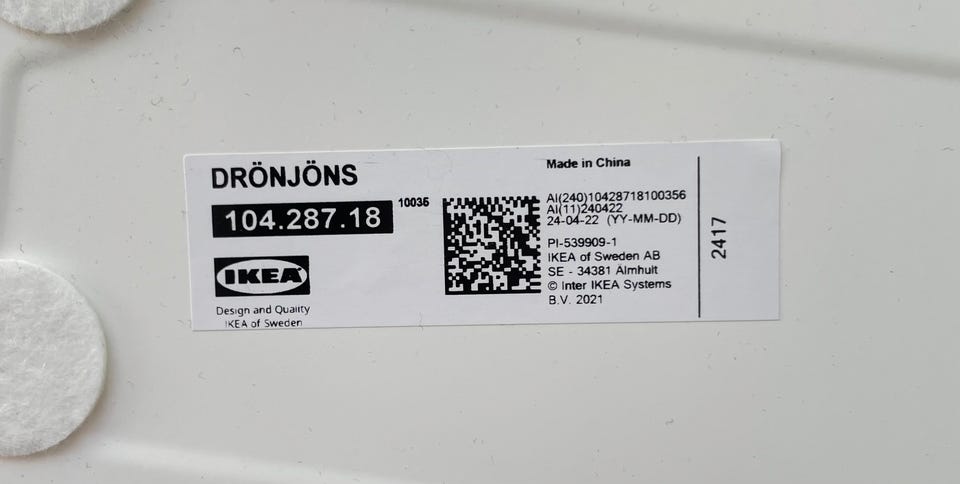 DRÖNJÖNS
104.287.18
10035
IKEA
Design and Quality
IKEA of Sweden
Made in China
AI(240)10428718100356
AI(11)240422
24-04-22 (YY-MM-DD)
PI-539909-1
IKEA of Sweden AB
SE - 34381 Älmhult
© Inter IKEA Systems
B.V. 2021
2417